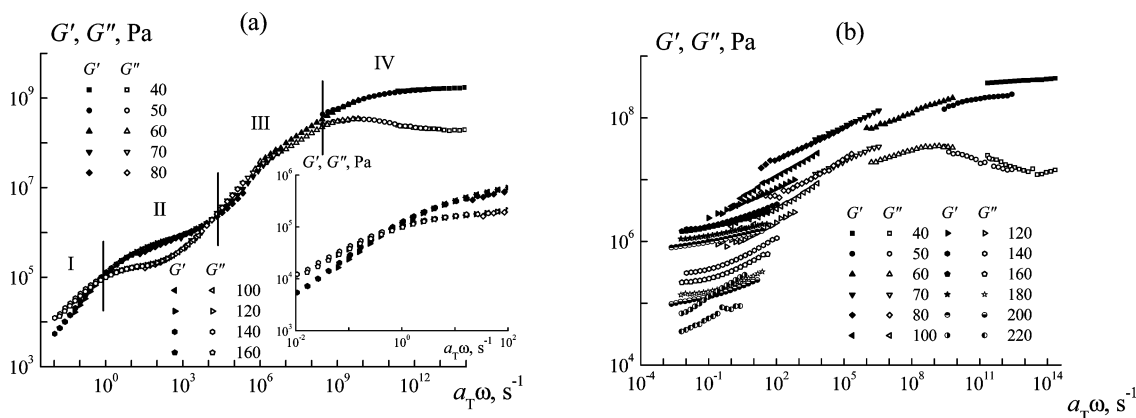 (a)
G′, G″, Pa
G′ G″
40
50
60
70
80
I
II
III
IV
10⁹
10⁷
10⁵
10³
10⁰ 10³ 10⁶ 10⁹ 10¹²
a_Tω, s⁻¹
G′ G″
100
120
140
160
G′, G″, Pa
10⁶
10⁵
10⁴
10³
10⁻² 10⁻¹ 10⁰ 10¹ 10²
a_Tω, s⁻¹
(b)
G′, G″, Pa
10⁸
10⁶
10⁴
10⁻⁴ 10⁻¹ 10² 10⁵ 10⁸ 10¹¹ 10¹⁴
a_Tω, s⁻¹
G′ G″ G′ G″
40 120
50 140
60 160
70 180
80 200
100 220